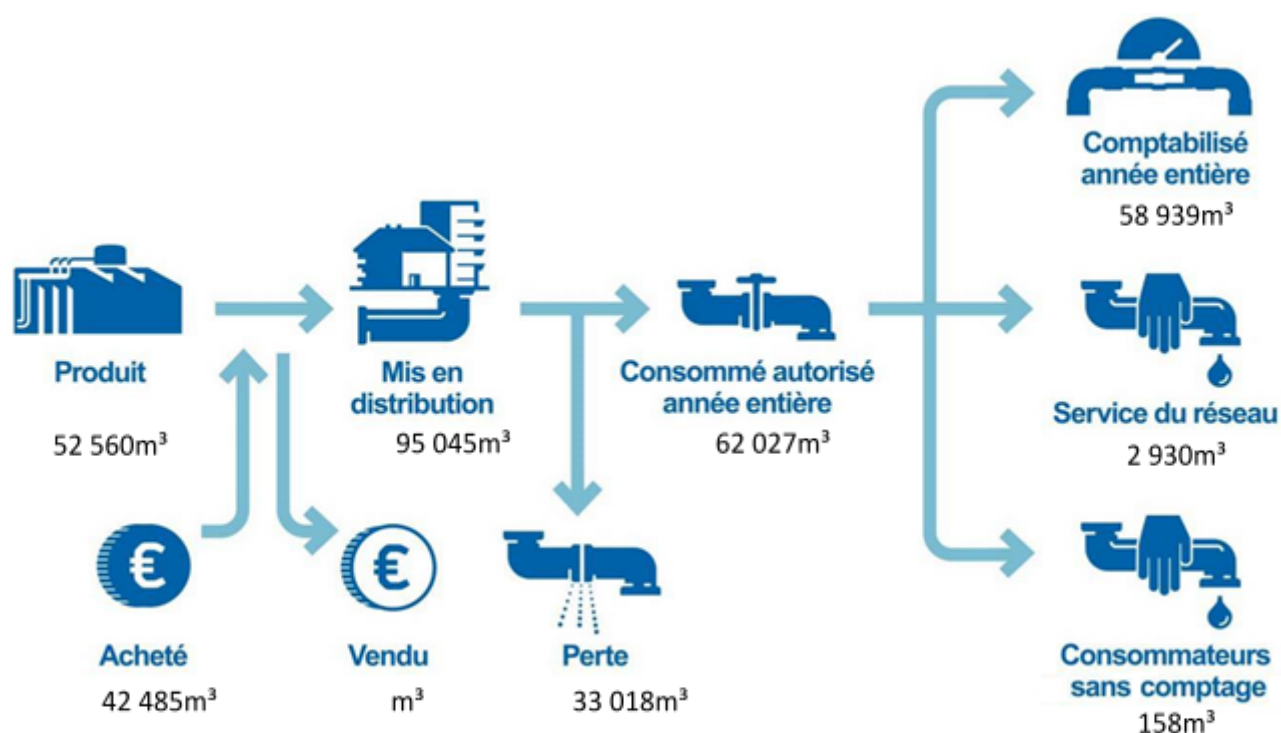 Comptabilisé
année entière
58 939m³
Produit
52 560m³
Mis en
distribution
95 045m³
Consommé autorisé
année entière
62 027m³
Service du réseau
2 930m³
€
Acheté
42 485m³
€
Vendu
m³
Perte
33 018m³
Consommateurs
sans comptage
158m³